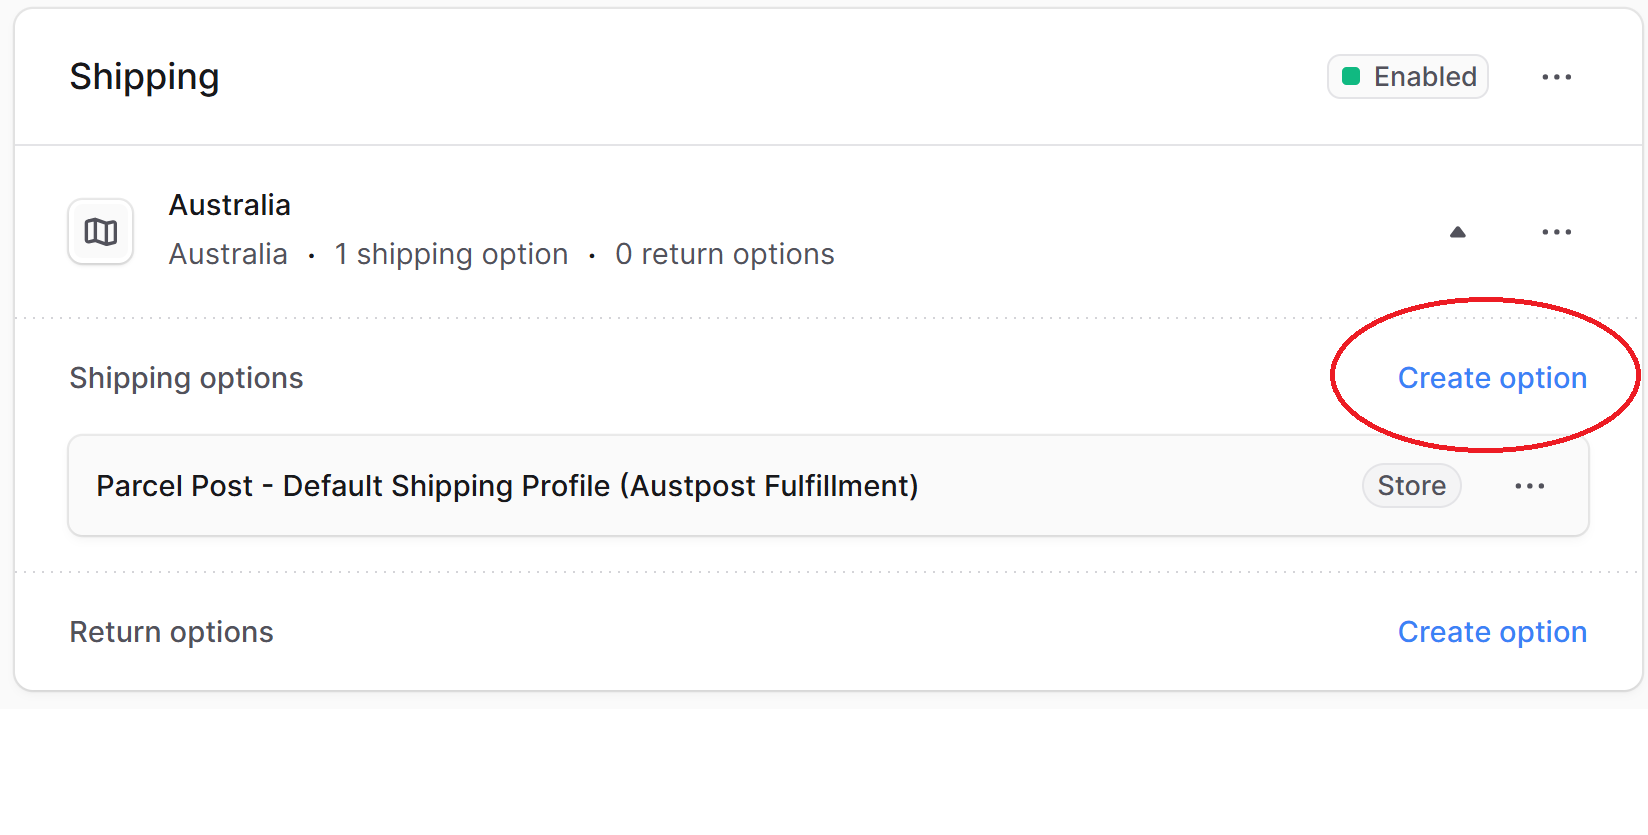 Shipping
Enabled
Australia
Australia · 1 shipping option · 0 return options
Shipping options
Create option
Parcel Post - Default Shipping Profile (Austpost Fulfillment)
Store
Return options
Create option